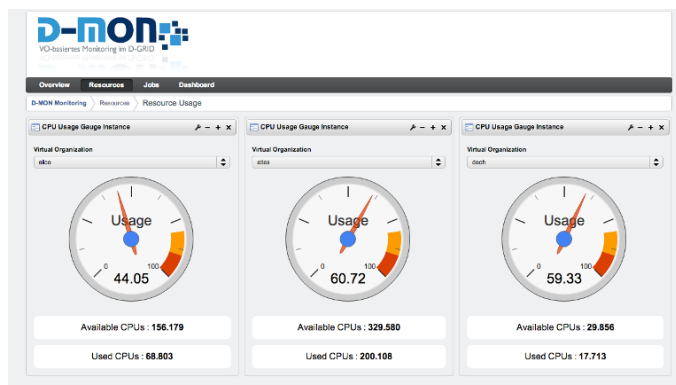 D-MON
VO-basiertes Monitoring im D-GRID
Overview Resources Jobs Dashboard
D-MON Monitoring Resources Resource Usage
CPU Usage Gauge Instance
Virtual Organization
alice
Usage
0 100
44.05
Available CPUs : 156.179
Used CPUs : 68.803
CPU Usage Gauge Instance
Virtual Organization
Usage
0 100
60.72
Available CPUs : 329.580
Used CPUs : 200.108
CPU Usage Gauge Instance
Virtual Organization
dech
Usage
0 100
59.33
Available CPUs : 29.856
Used CPUs : 17.713